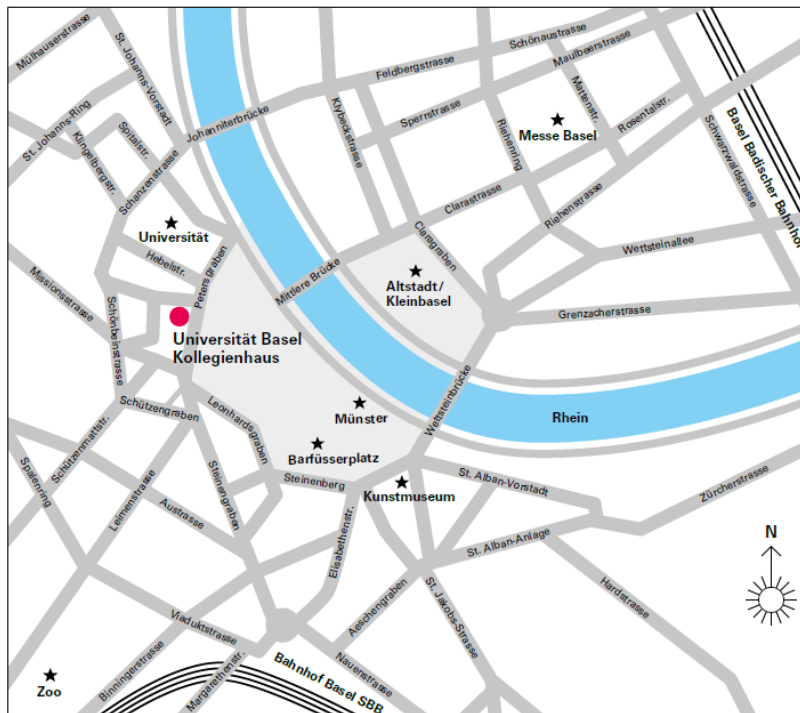 Mülhauserstrasse
St. Johanns-Vorstadt
Schönaustrasse
Maulbeerstrasse
Feldbergstrasse
Mattenstr.
Klybeckstrasse
Sperrstrasse
Riehenring
Messe Basel
Rosentalstr.
Basel Badischer Bahnhof
Johanniterbrücke
St. Johanns-Ring
Spitalstr.
Klingelbergstr.
Schanzenstrasse
Schwarzwaldstrasse
Clarastrasse
Riehenstrasse
Universität
Hebelstr.
Petersgraben
Claragraben
Wettsteinallee
Missionsstrasse
Mittlere Brücke
Altstadt/
Kleinbasel
Grenzacherstrasse
Schönbeinstrasse
Universität Basel
Kollegienhaus
Wettsteinbrücke
Münster
Rhein
Schützengraben
Leonhardsgraben
Barfüsserplatz
Schützenmattstr.
Steinengraben
Steinenberg
Kunstmuseum
St. Alban-Vorstadt
Zürcherstrasse
Spalenring
Leimenstrasse
Austrasse
Elisabethenstr.
St. Alban-Anlage
N
Aeschengraben
St. Jakobs-Strasse
Hardstrasse
Viaduktstrasse
Binningerstrasse
Margarethenstr.
Nauenstrasse
Bahnhof Basel SBB
Zoo